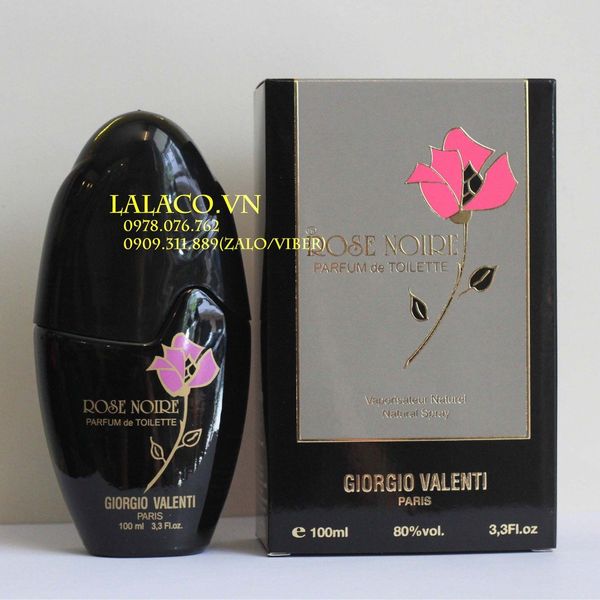 LALACO.VN
0978.076.762
0909.311.889(ZALO/VIBER)
ROSE NOIRE
PARFUM de TOILETTE
Vaporisateur Naturel
Natural Spray
GIORGIO VALENTI
PARIS
e 100ml 80%vol. 3,3Fl.oz
ROSE NOIRE
PARFUM de TOILETTE
GIORGIO VALENTI
PARIS
100 ml 3,3 Fl.oz.